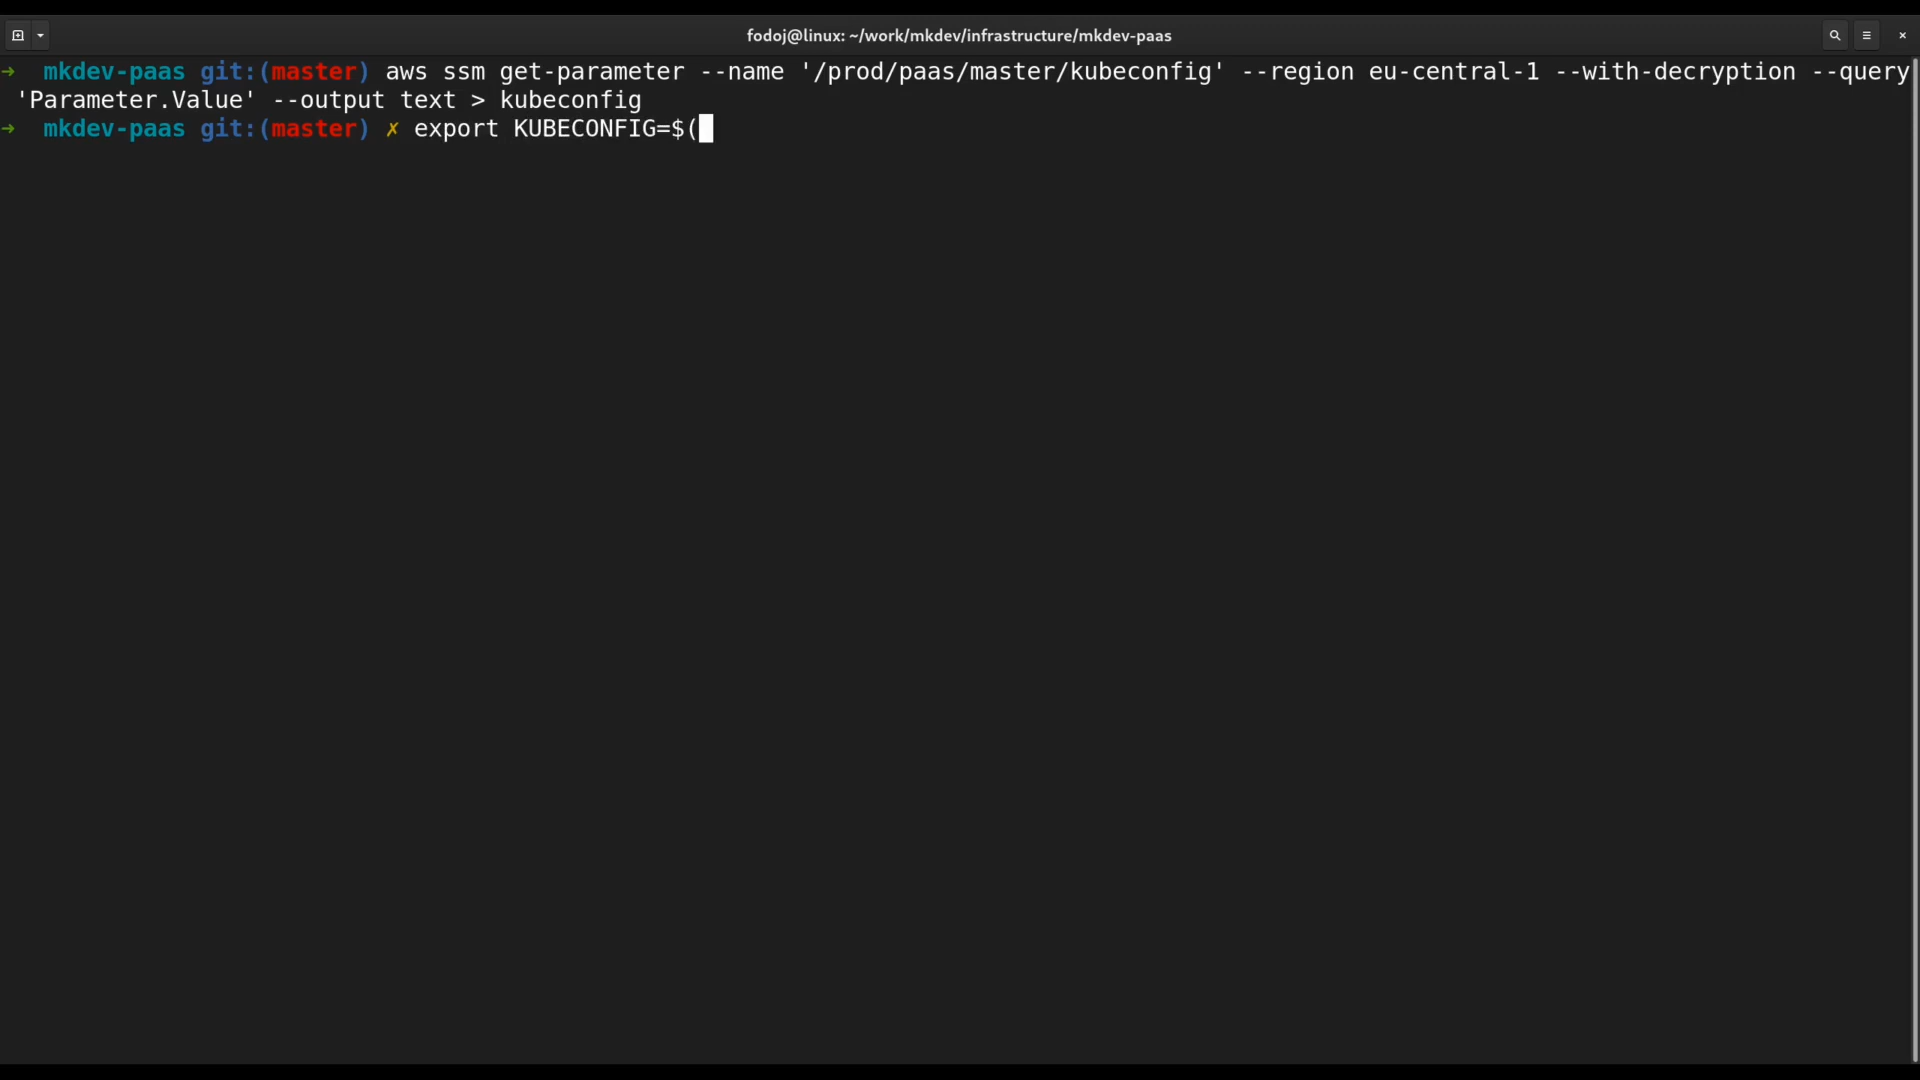 fodoj@linux: ~/work/mkdev/infrastructure/mkdev-paas
➜  mkdev-paas git:(master) aws ssm get-parameter --name '/prod/paas/master/kubeconfig' --region eu-central-1 --with-decryption --query
'Parameter.Value' --output text > kubeconfig
➜  mkdev-paas git:(master) ✗ export KUBECONFIG=$(